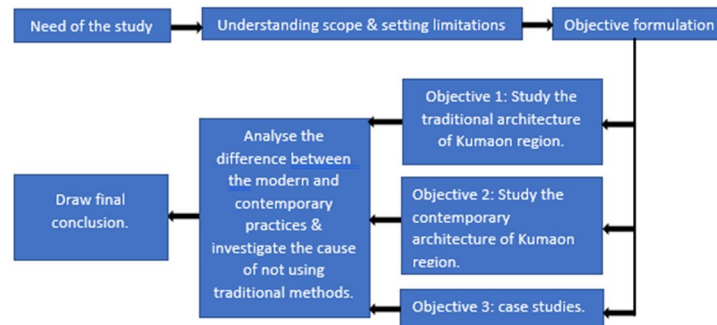 Need of the study
Understanding scope & setting limitations
Objective formulation
Objective 1: Study the
traditional architecture
of Kumaon region.
Analyse the
difference between
the modern and
contemporary
practices &
investigate the cause
of not using
traditional methods.
Draw final
conclusion.
Objective 2: Study the
contemporary
architecture of Kumaon
region.
Objective 3: case studies.